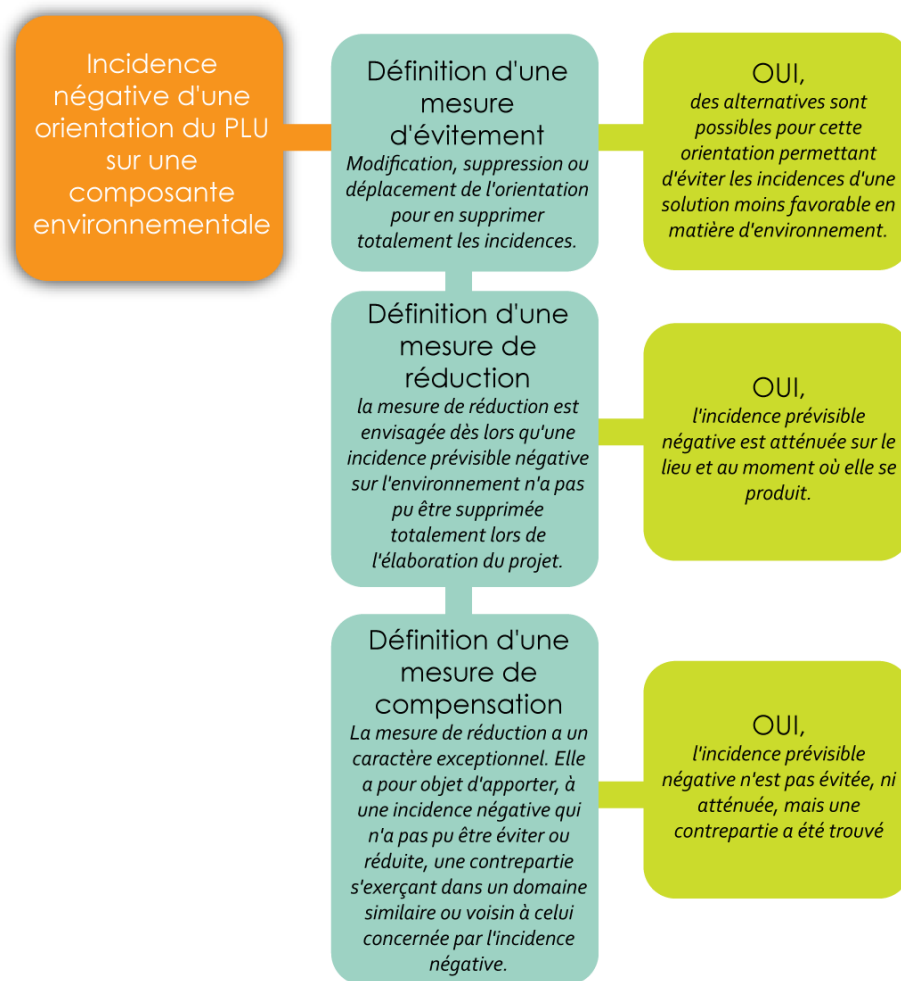 Incidence
négative d'une
orientation du PLU
sur une
composante
environnementale
Définition d'une
mesure
d'évitement
Modification, suppression ou
déplacement de l'orientation
pour en supprimer
totalement les incidences.
OUI,
des alternatives sont
possibles pour cette
orientation permettant
d'éviter les incidences d'une
solution moins favorable en
matière d'environnement.
Définition d'une
mesure de
réduction
la mesure de réduction est
envisagée dès lors qu'une
incidence prévisible négative
sur l'environnement n'a pas
pu être supprimée
totalement lors de
l'élaboration du projet.
OUI,
l'incidence prévisible
négative est atténuée sur le
lieu et au moment où elle se
produit.
Définition d'une
mesure de
compensation
La mesure de réduction a un
caractère exceptionnel. Elle
a pour objet d'apporter, à
une incidence négative qui
n'a pas pu être éviter ou
réduite, une contrepartie
s'exerçant dans un domaine
similaire ou voisin à celui
concernée par l'incidence
négative.
OUI,
l'incidence prévisible
négative n'est pas évitée, ni
atténuée, mais une
contrepartie a été trouvé